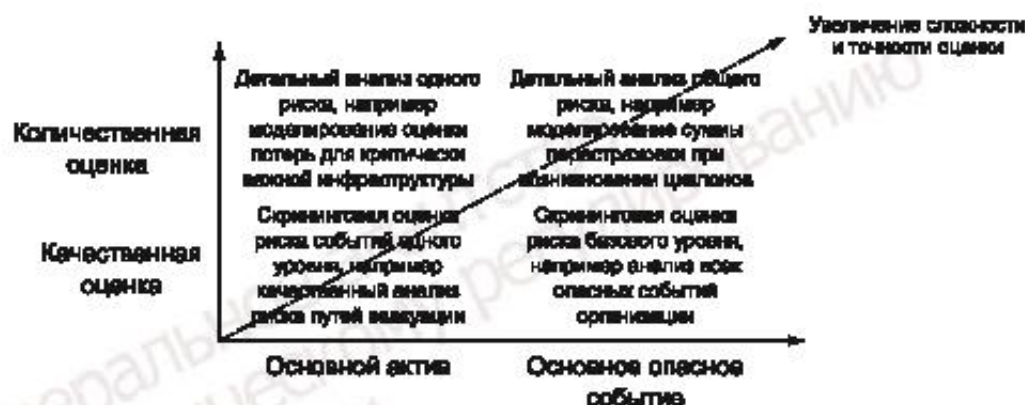 Увеличение сложности
и точности оценки
Количественная
оценка
Детальный анализ одного
риска, например
моделирование оценки
потерь для критически
важной инфраструктуры
Детальный анализ общего
риска, например
моделирование суммы
перестраховки при
возникновении циклонов
Качественная
оценка
Скрининговая оценка
риска событий одного
уровня, например
качественный анализ
риска путей эвакуации
Скрининговая оценка
риска базового уровня,
например анализ всех
опасных событий
организации
Основной актив
Основное опасное
событие